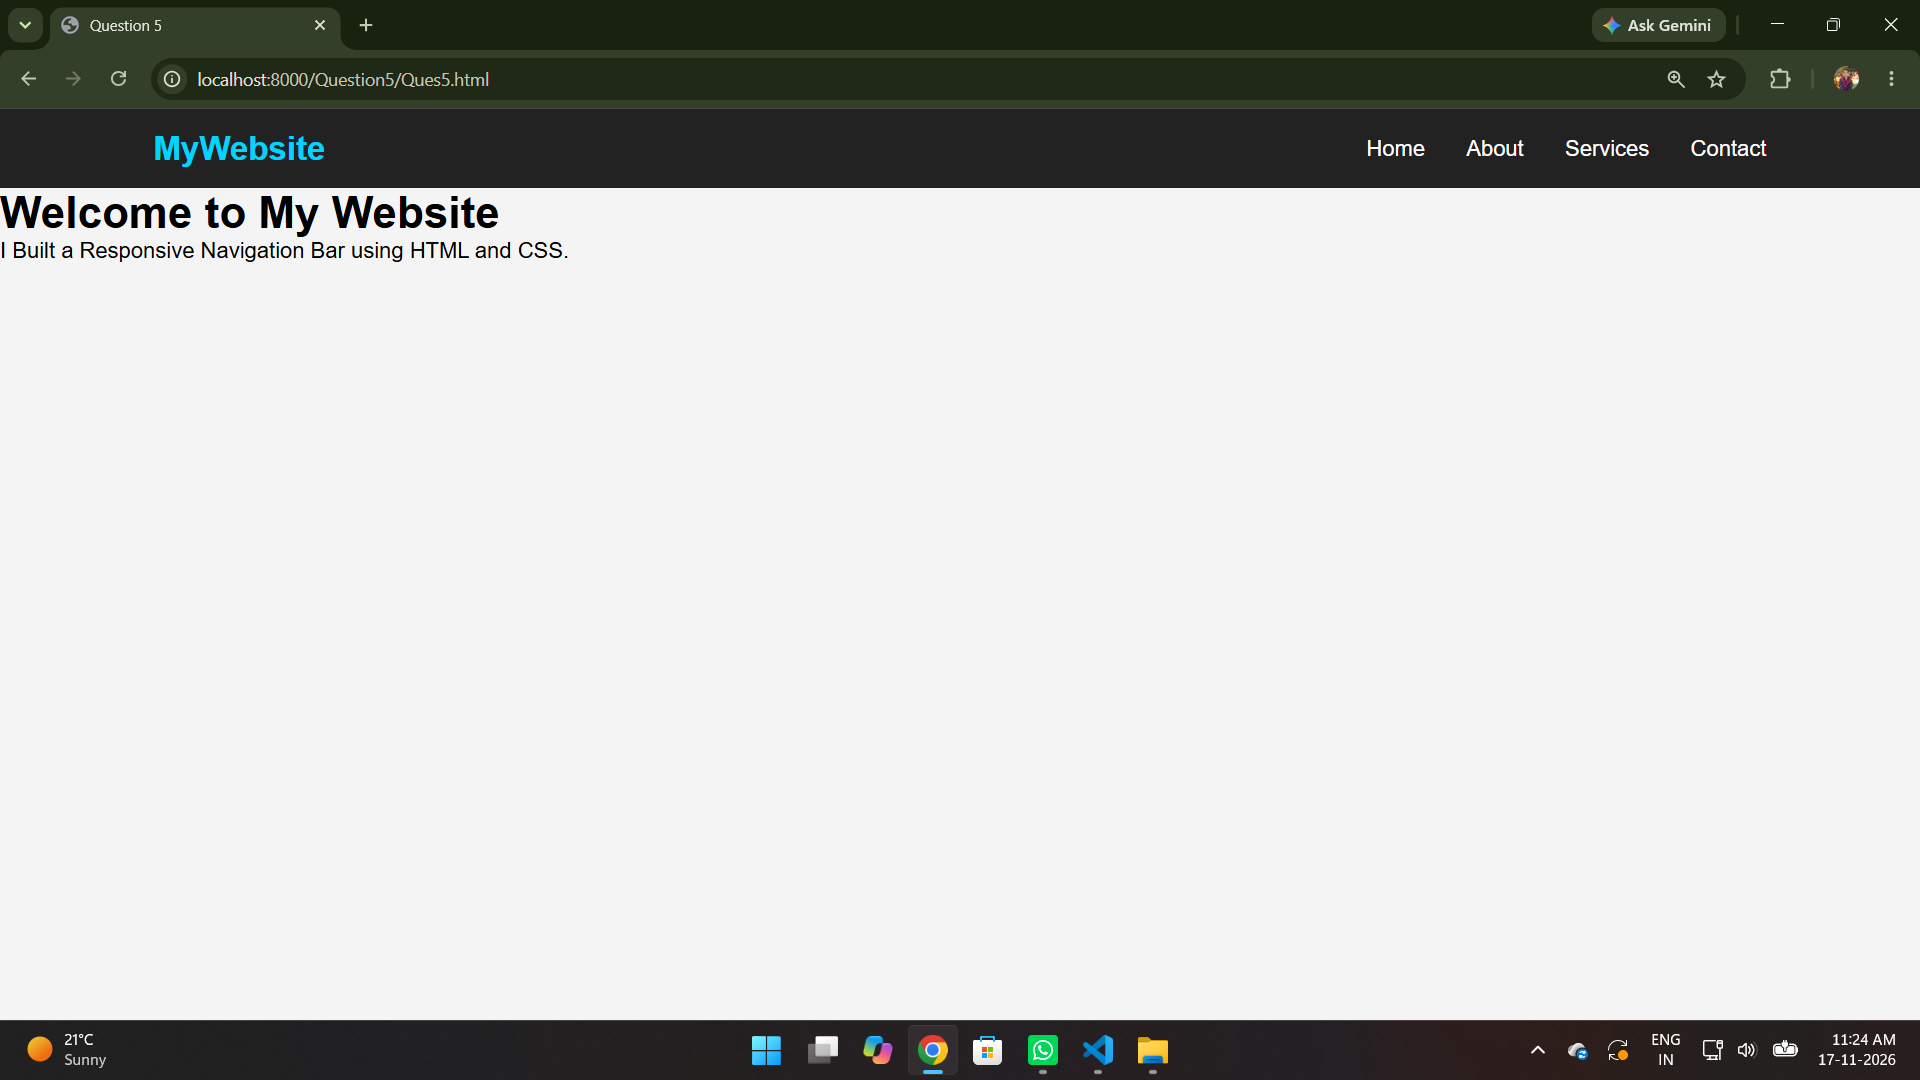 Question 5
Ask Gemini
localhost:8000/Question5/Ques5.html
MyWebsite
Home About Services Contact
Welcome to My Website
I Built a Responsive Navigation Bar using HTML and CSS.
21°C
Sunny
ENG
IN
11:24 AM
17-11-2026